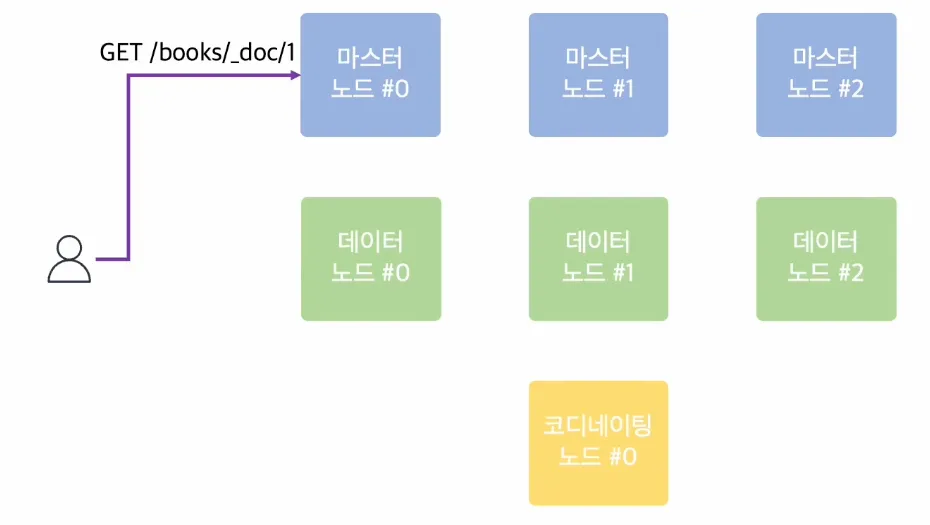 GET /books/_doc/1
마스터
노드 #0
마스터
노드 #1
마스터
노드 #2
데이터
노드 #0
데이터
노드 #1
데이터
노드 #2
코디네이팅
노드 #0